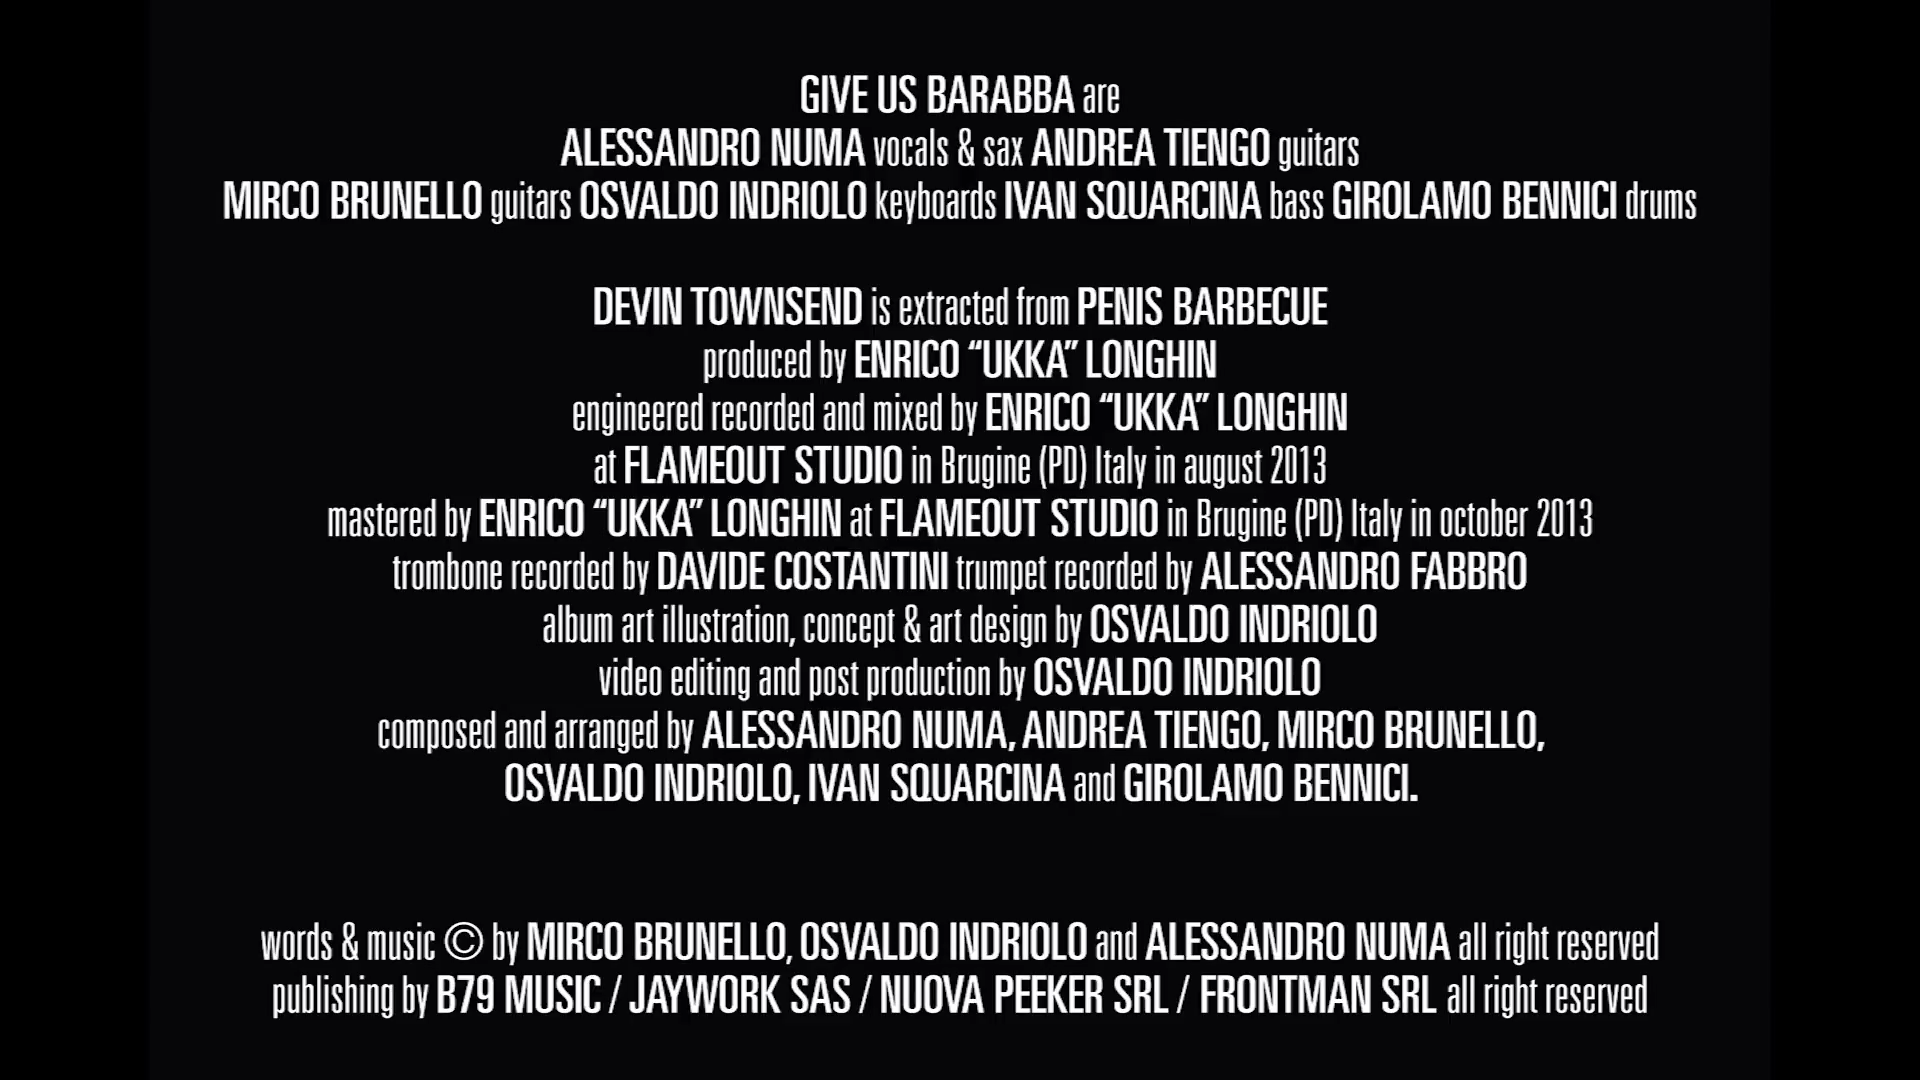 GIVE US BARABBA are
ALESSANDRO NUMA vocals & sax ANDREA TIENGO guitars
MIRCO BRUNELLO guitars OSVALDO INDRIOLO keyboards IVAN SQUARCINA bass GIROLAMO BENNICI drums
DEVIN TOWNSEND is extracted from PENIS BARBECUE
produced by ENRICO “UKKA” LONGHIN
engineered recorded and mixed by ENRICO “UKKA” LONGHIN
at FLAMEOUT STUDIO in Brugine (PD) Italy in august 2013
mastered by ENRICO “UKKA” LONGHIN at FLAMEOUT STUDIO in Brugine (PD) Italy in october 2013
trombone recorded by DAVIDE COSTANTINI trumpet recorded by ALESSANDRO FABBRO
album art illustration, concept & art design by OSVALDO INDRIOLO
video editing and post production by OSVALDO INDRIOLO
composed and arranged by ALESSANDRO NUMA, ANDREA TIENGO, MIRCO BRUNELLO,
OSVALDO INDRIOLO, IVAN SQUARCINA and GIROLAMO BENNICI.
words & music © by MIRCO BRUNELLO, OSVALDO INDRIOLO and ALESSANDRO NUMA all right reserved
publishing by B79 MUSIC / JAYWORK SAS / NUOVA PEEKER SRL / FRONTMAN SRL all right reserved